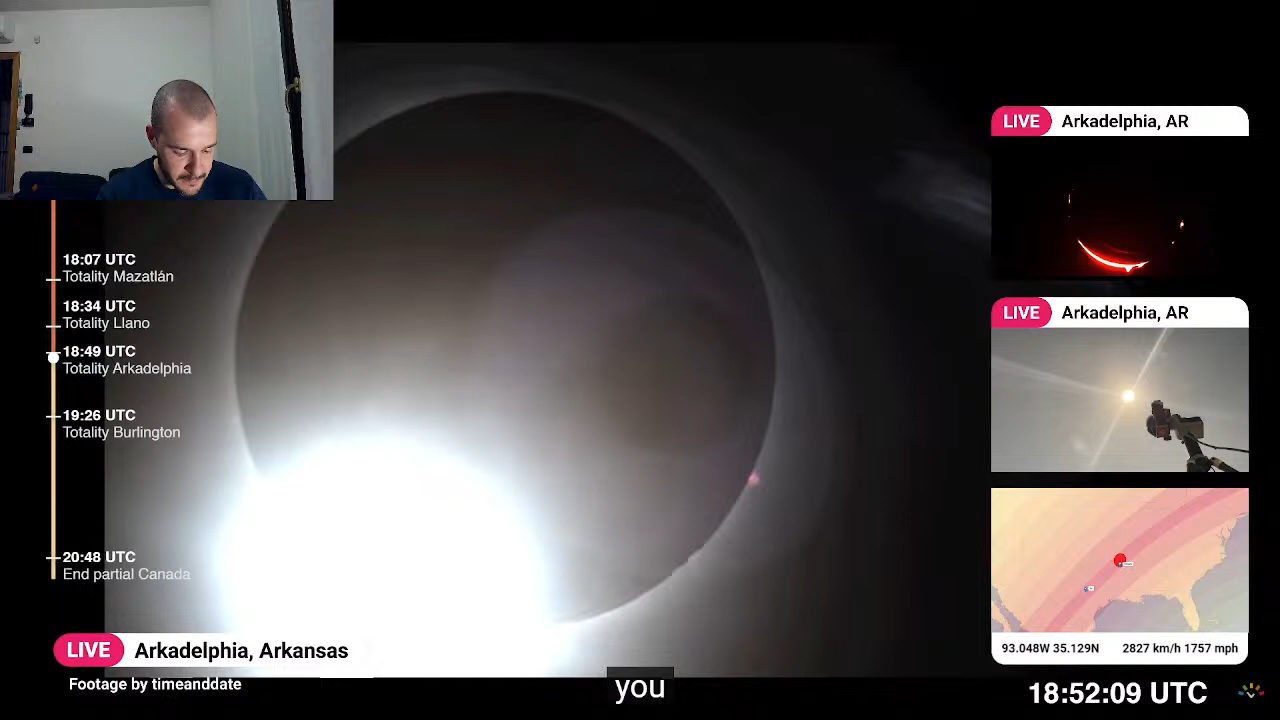 18:07 UTC
Totality Mazatlán
18:34 UTC
Totality Llano
18:49 UTC
Totality Arkadelphia
19:26 UTC
Totality Burlington
20:48 UTC
End partial Canada
LIVE Arkadelphia, Arkansas
Footage by timeanddate
you
LIVE Arkadelphia, AR
LIVE Arkadelphia, AR
93.048W 35.129N 2827 km/h 1757 mph
18:52:09 UTC